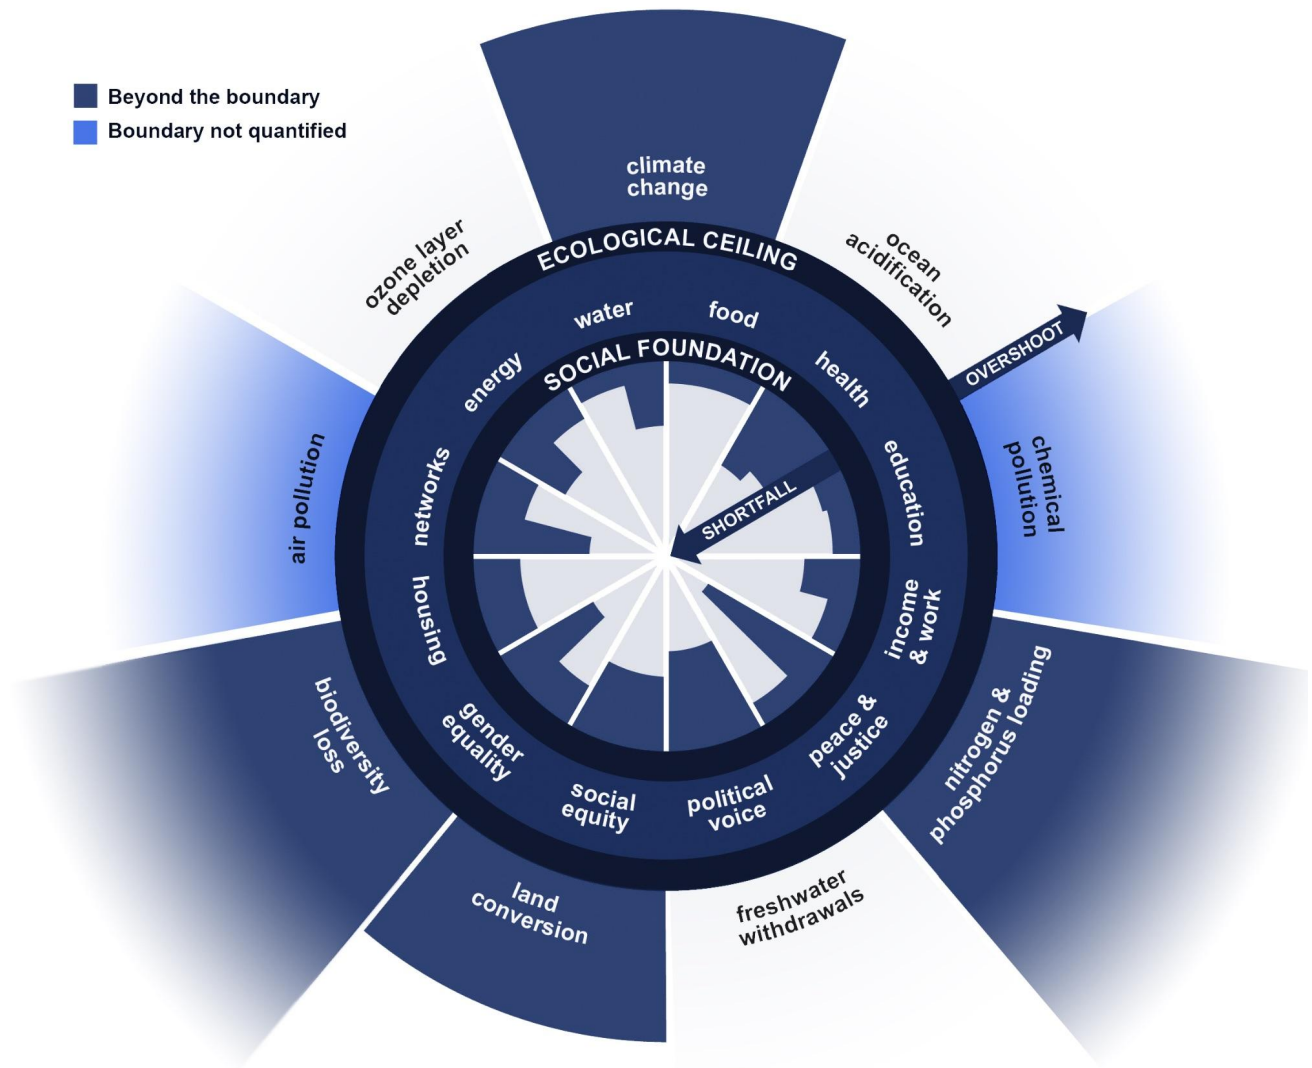 Beyond the boundary
Boundary not quantified
climate
change
ozone layer
depletion
ocean
acidification
ECOLOGICAL CEILING
OVERSHOOT
water
food
energy
health
SOCIAL FOUNDATION
networks
education
air pollution
chemical
pollution
SHORTFALL
housing
income
& work
gender
equality
peace &
justice
social
equity
political
voice
biodiversity
loss
nitrogen &
phosphorus loading
land
conversion
freshwater
withdrawals